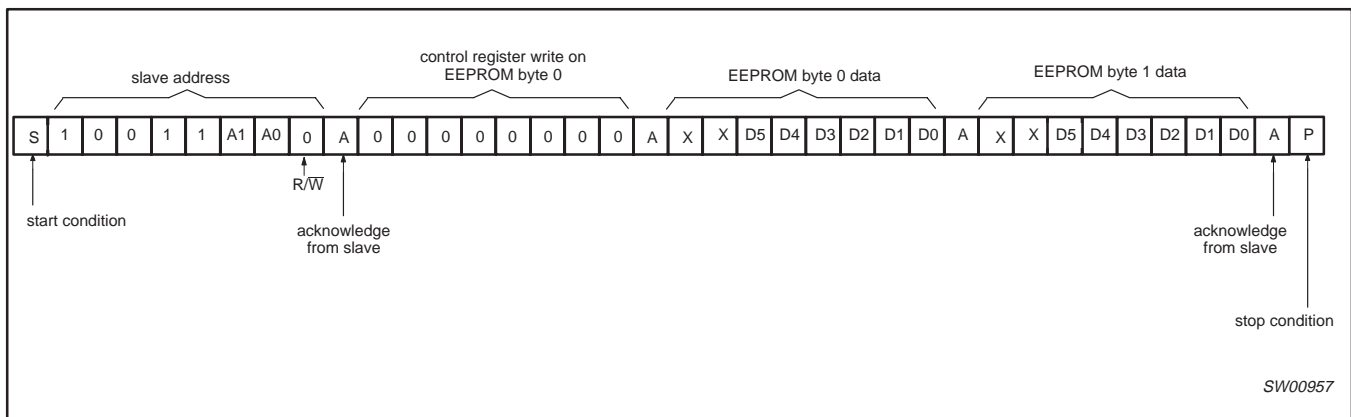 slave address
control register write on
EEPROM byte 0
EEPROM byte 0 data
EEPROM byte 1 data
S 1 0 0 1 1 A1 A0 0 A 0 0 0 0 0 0 0 0 A X X D5 D4 D3 D2 D1 D0 A X X D5 D4 D3 D2 D1 D0 A P
R/W̅
start condition
acknowledge
from slave
acknowledge
from slave
stop condition
SW00957